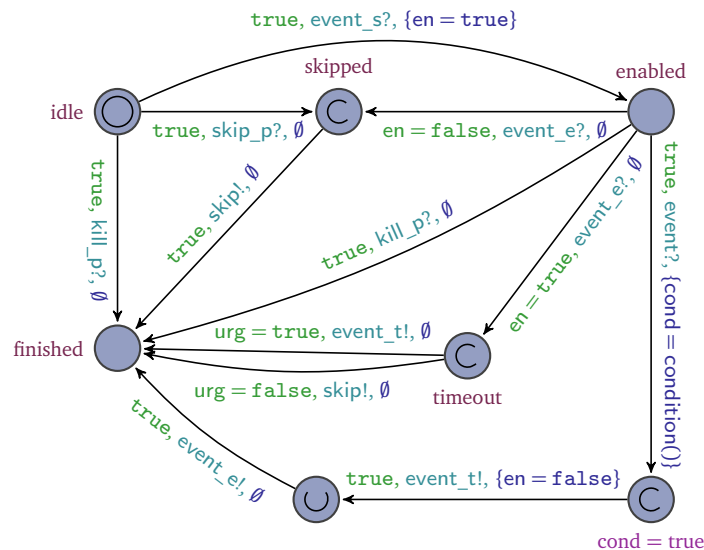 true, event_s?, {en = true}
skipped
enabled
idle
true, skip_p?, ∅
en = false, event_e?, ∅
true, kill_p?, ∅
true, skip!, ∅
true, kill_p?, ∅
en = true, event_e?, ∅
true, event?, {cond = condition()}
urg = true, event_t!, ∅
finished
urg = false, skip!, ∅
timeout
true, event_e!, ∅
true, event_t!, {en = false}
C
C
C
U
cond = true